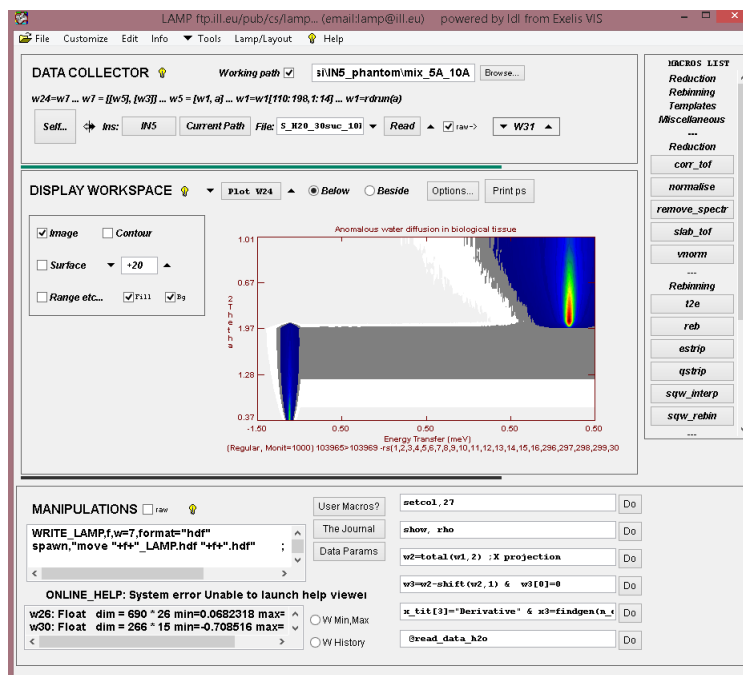 LAMP ftp.ill.eu/pub/cs/lamp... (email:lamp@ill.eu) powered by Idl from Exelis VIS
File Customize Edit Info Tools Lamp/Layout Help
DATA COLLECTOR Working path si\IN5_phantom\mix_5A_10A Browse...
w24=w7 ... w7 = [[w5], [w3]] ... w5 = [w1, a] ... w1=w1[110:198,1:14] ... w1=rdrun(a)
Self... Ins: IN5 Current Path File: S_H20_30suc_10 Read raw-> W31
DISPLAY WORKSPACE Plot W24 Below Beside Options... Print ps
Image Contour
Surface +20
Range etc... Fill Bg
Anomalous water diffusion in biological tissue
1.01
0.67
1.97
1.28
0.37
2Theths
-1.50 0.50 0.50 0.50 0.50
Energy Transfer (meV)
(Regular, Monit=1000) 103965>103969 -rs(1,2,3,4,5,6,7,8,9,10,11,12,13,14,15,16,296,297,298,299,30
MACROS LIST
Reduction
Rebinning
Templates
Miscellaneous
---
Reduction
corr_tof
normalise
remove_spectr
slab_tof
vnorm
---
Rebinning
t2e
reb
estrip
qstrip
sqw_interp
sqw_rebin
---
MANIPULATIONS raw
WRITE_LAMP,f,w=7,format="hdf"
spawn,"move "+f+"_LAMP.hdf "+f+".hdf" ;
ONLINE_HELP: System error Unable to launch help viewer
w26: Float dim = 690 * 26 min=0.0682318 max=
w30: Float dim = 266 * 15 min=-0.708516 max=
User Macros?
The Journal
Data Params
W Min,Max
W History
setcol,27 Do
show, rho Do
w2=total(w1,2) ;X projection Do
w3=w2-shift(w2,1) & w3[0]=0 Do
x_tit[3]="Derivative" & x3=findgen(n_e Do
@read_data_h2o Do